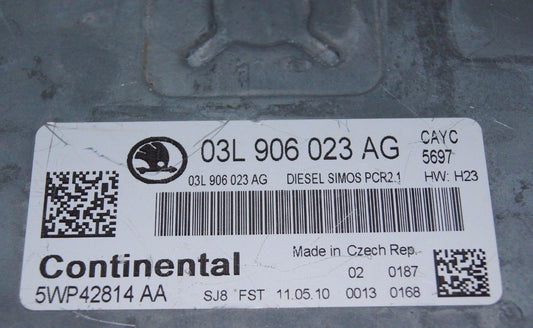 03L 906 023 AG CAYC
5697
03L 906 023 AG DIESEL SIMOS PCR2.1 HW: H23
Made in Czech Rep.
Continental 02 0187
5WP42814 AA SJ8 FST 11.05.10 0013 0168